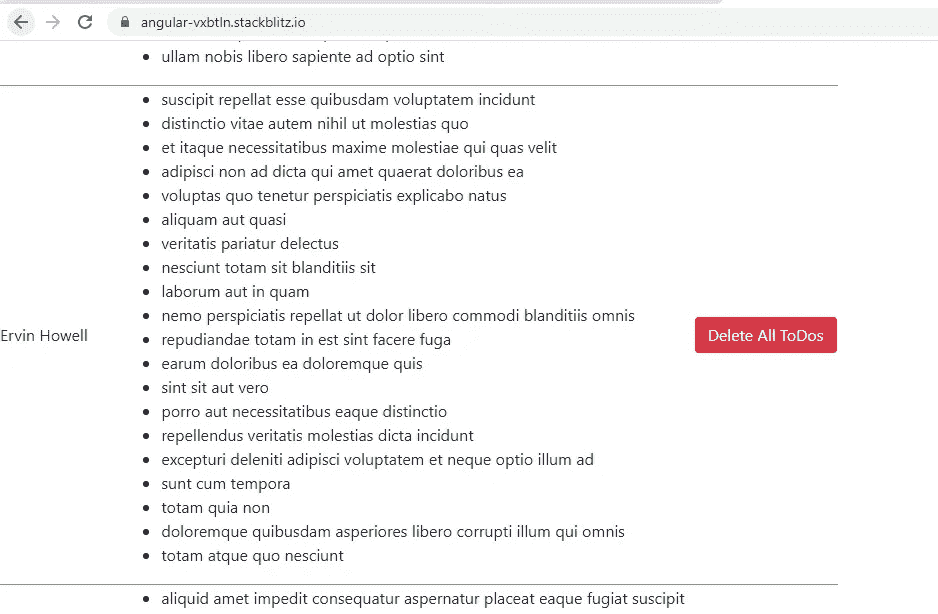 angular-vxbtln.stackblitz.io
ullam nobis libero sapiente ad optio sint
suscipit repellat esse quibusdam voluptatem incidunt
distinctio vitae autem nihil ut molestias quo
et itaque necessitatibus maxime molestiae qui quas velit
adipisci non ad dicta qui amet quaerat doloribus ea
voluptas quo tenetur perspiciatis explicabo natus
aliquam aut quasi
veritatis pariatur delectus
nesciunt totam sit blanditiis sit
laborum aut in quam
nemo perspiciatis repellat ut dolor libero commodi blanditiis omnis
Ervin Howell
Delete All ToDos
repudiandae totam in est sint facere fuga
earum doloribus ea doloremque quis
sint sit aut vero
porro aut necessitatibus eaque distinctio
repellendus veritatis molestias dicta incidunt
excepturi deleniti adipisci voluptatem et neque optio illum ad
sunt cum tempora
totam quia non
doloremque quibusdam asperiores libero corrupti illum qui omnis
totam atque quo nesciunt
aliquid amet impedit consequatur aspernatur placeat eaque fugiat suscipit